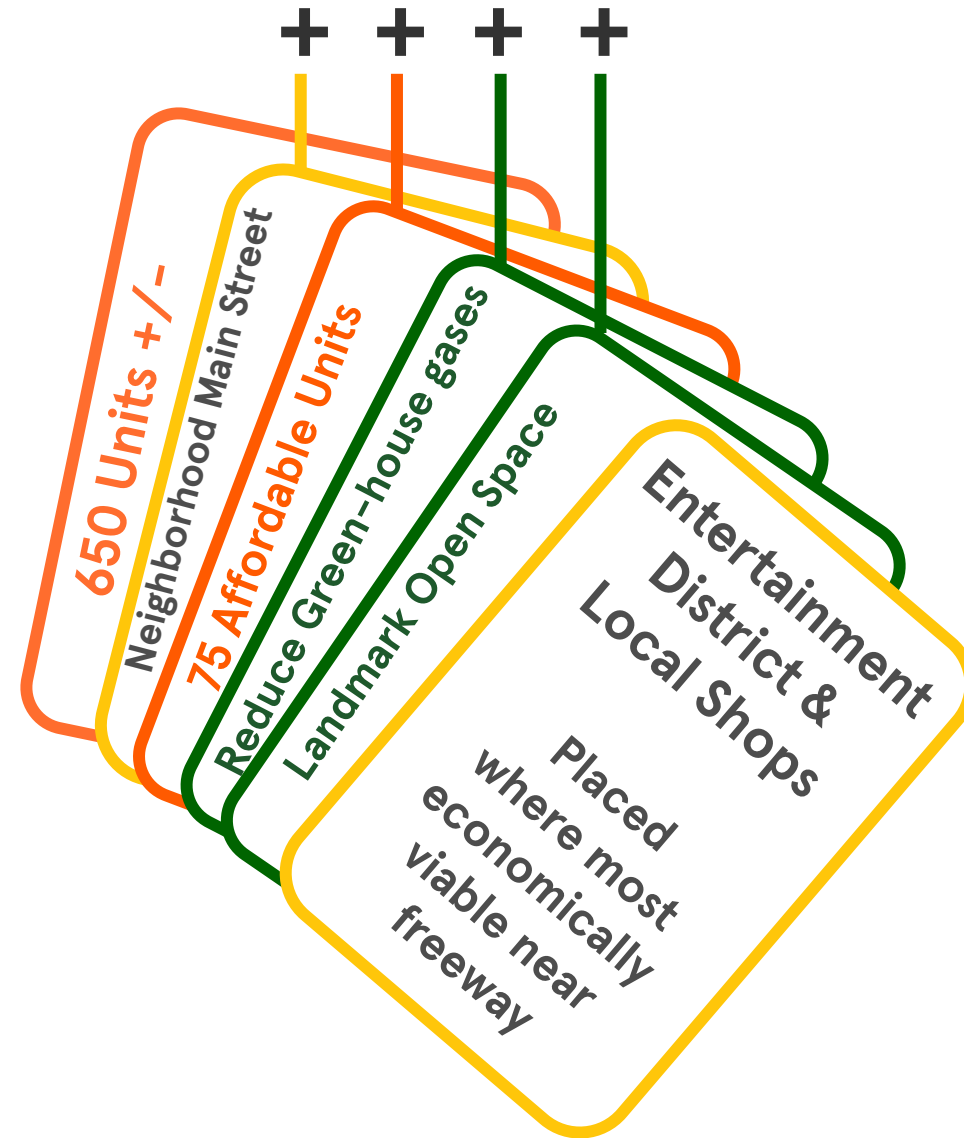 + + + +
650 Units +/-
Neighborhood Main Street
75 Affordable Units
Reduce Green-house gases
Landmark Open Space
Entertainment
District &
Local Shops
Placed
where most
economically
viable near
freeway